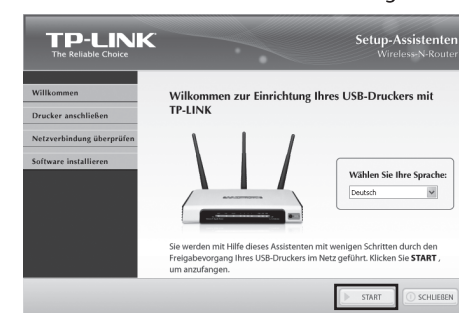 TP-LINK
The Reliable Choice
Setup-Assistenten
Wireless-N-Router
Willkommen
Drucker anschließen
Netzverbindung überprüfen
Software installieren
Wilkommen zur Einrichtung Ihres USB-Druckers mit
TP-LINK
Wählen Sie Ihre Sprache:
Deutsch
Sie werden mit Hilfe dieses Assistenten mit wenigen Schritten durch den
Freigabevorgang Ihres USB-Druckers im Netz geführt. Klicken Sie START ,
um anzufangen.
START
SCHLIEßEN